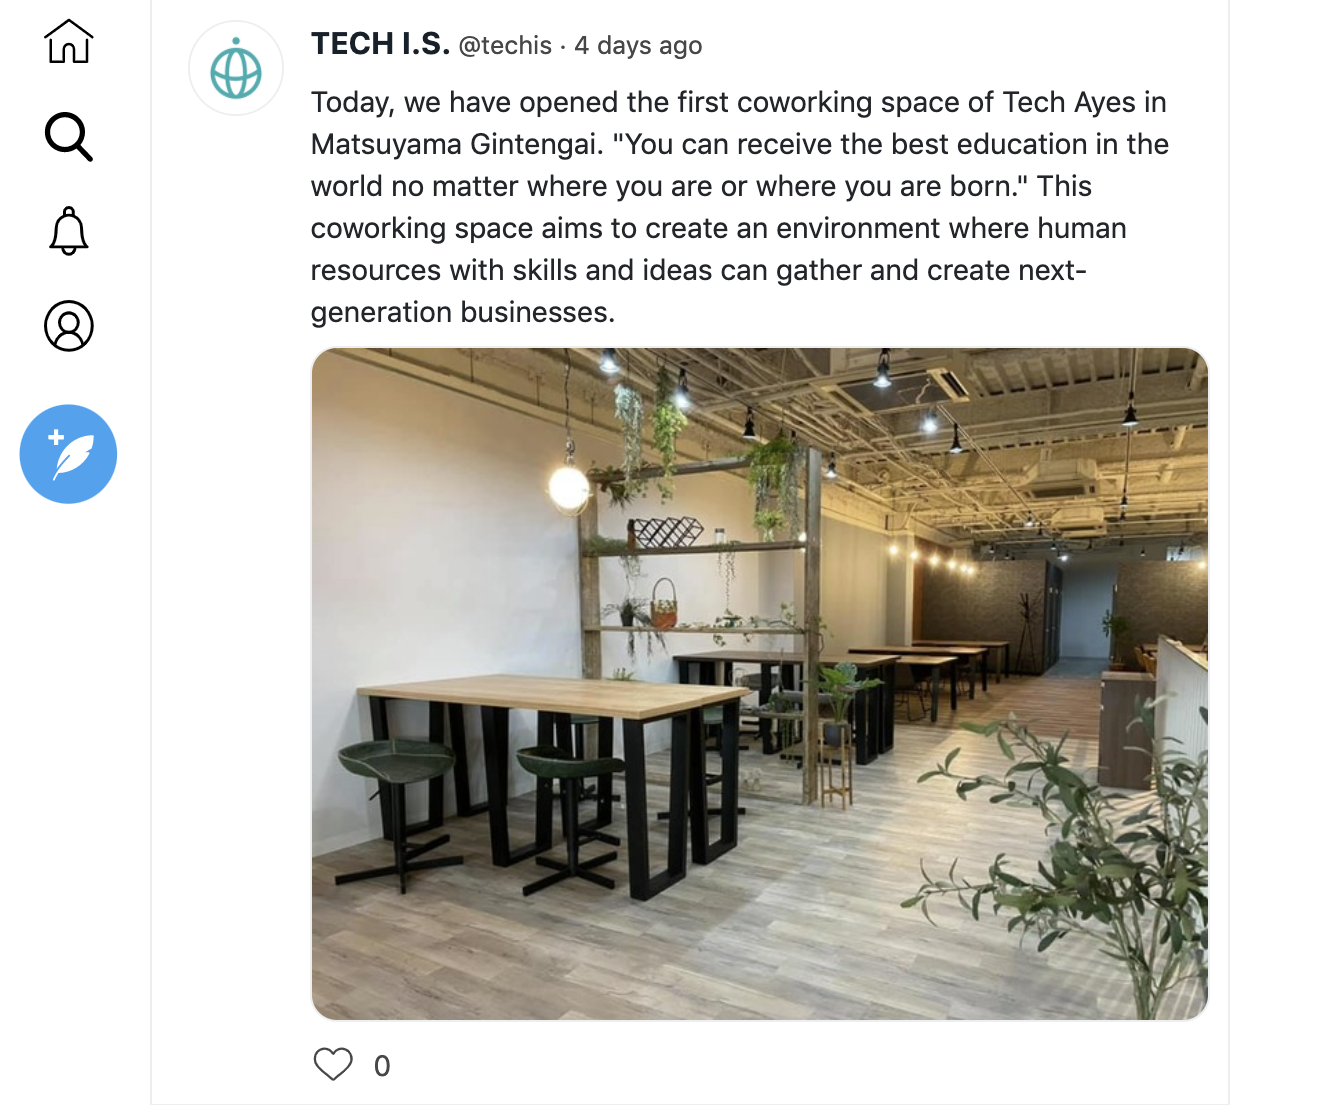 TECH I.S. @techis · 4 days ago
Today, we have opened the first coworking space of Tech Ayes in
Matsuyama Gintengai. "You can receive the best education in the
world no matter where you are or where you are born." This
coworking space aims to create an environment where human
resources with skills and ideas can gather and create next-
generation businesses.
0